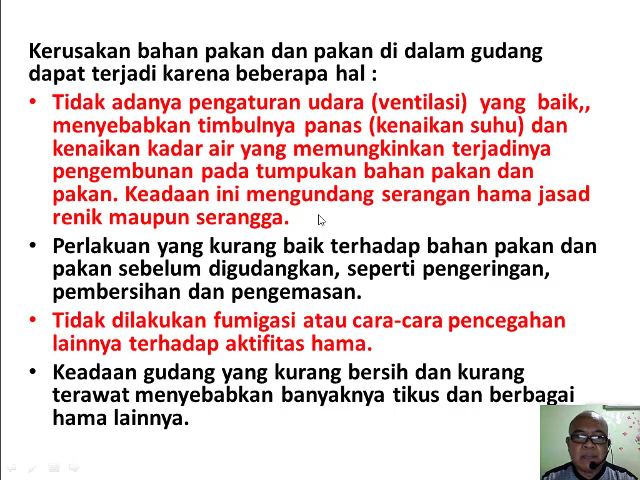 Kerusakan bahan pakan dan pakan di dalam gudang
dapat terjadi karena beberapa hal :
• Tidak adanya pengaturan udara (ventilasi) yang baik,,
menyebabkan timbulnya panas (kenaikan suhu) dan
kenaikan kadar air yang memungkinkan terjadinya
pengembunan pada tumpukan bahan pakan dan
pakan. Keadaan ini mengundang serangan hama jasad
renik maupun serangga.
• Perlakuan yang kurang baik terhadap bahan pakan dan
pakan sebelum digudangkan, seperti pengeringan,
pembersihan dan pengemasan.
• Tidak dilakukan fumigasi atau cara-cara pencegahan
lainnya terhadap aktifitas hama.
• Keadaan gudang yang kurang bersih dan kurang
terawat menyebabkan banyaknya tikus dan berbagai
hama lainnya.